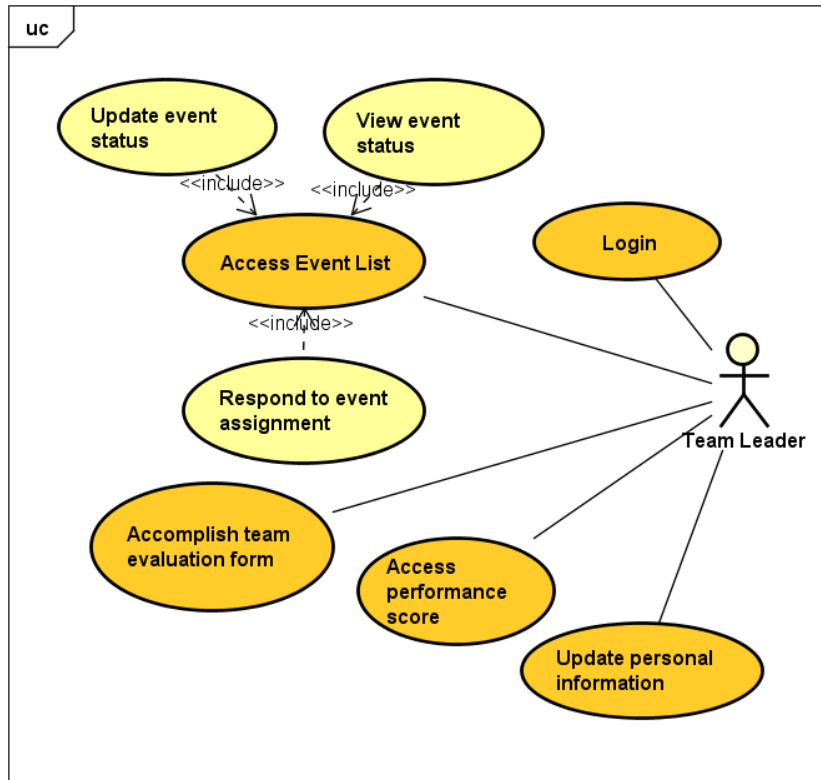 uc
Update event
status
View event
status
<<include>>
<<include>>
Access Event List
Login
<<include>>
Respond to event
assignment
Team Leader
Accomplish team
evaluation form
Access
performance
score
Update personal
information